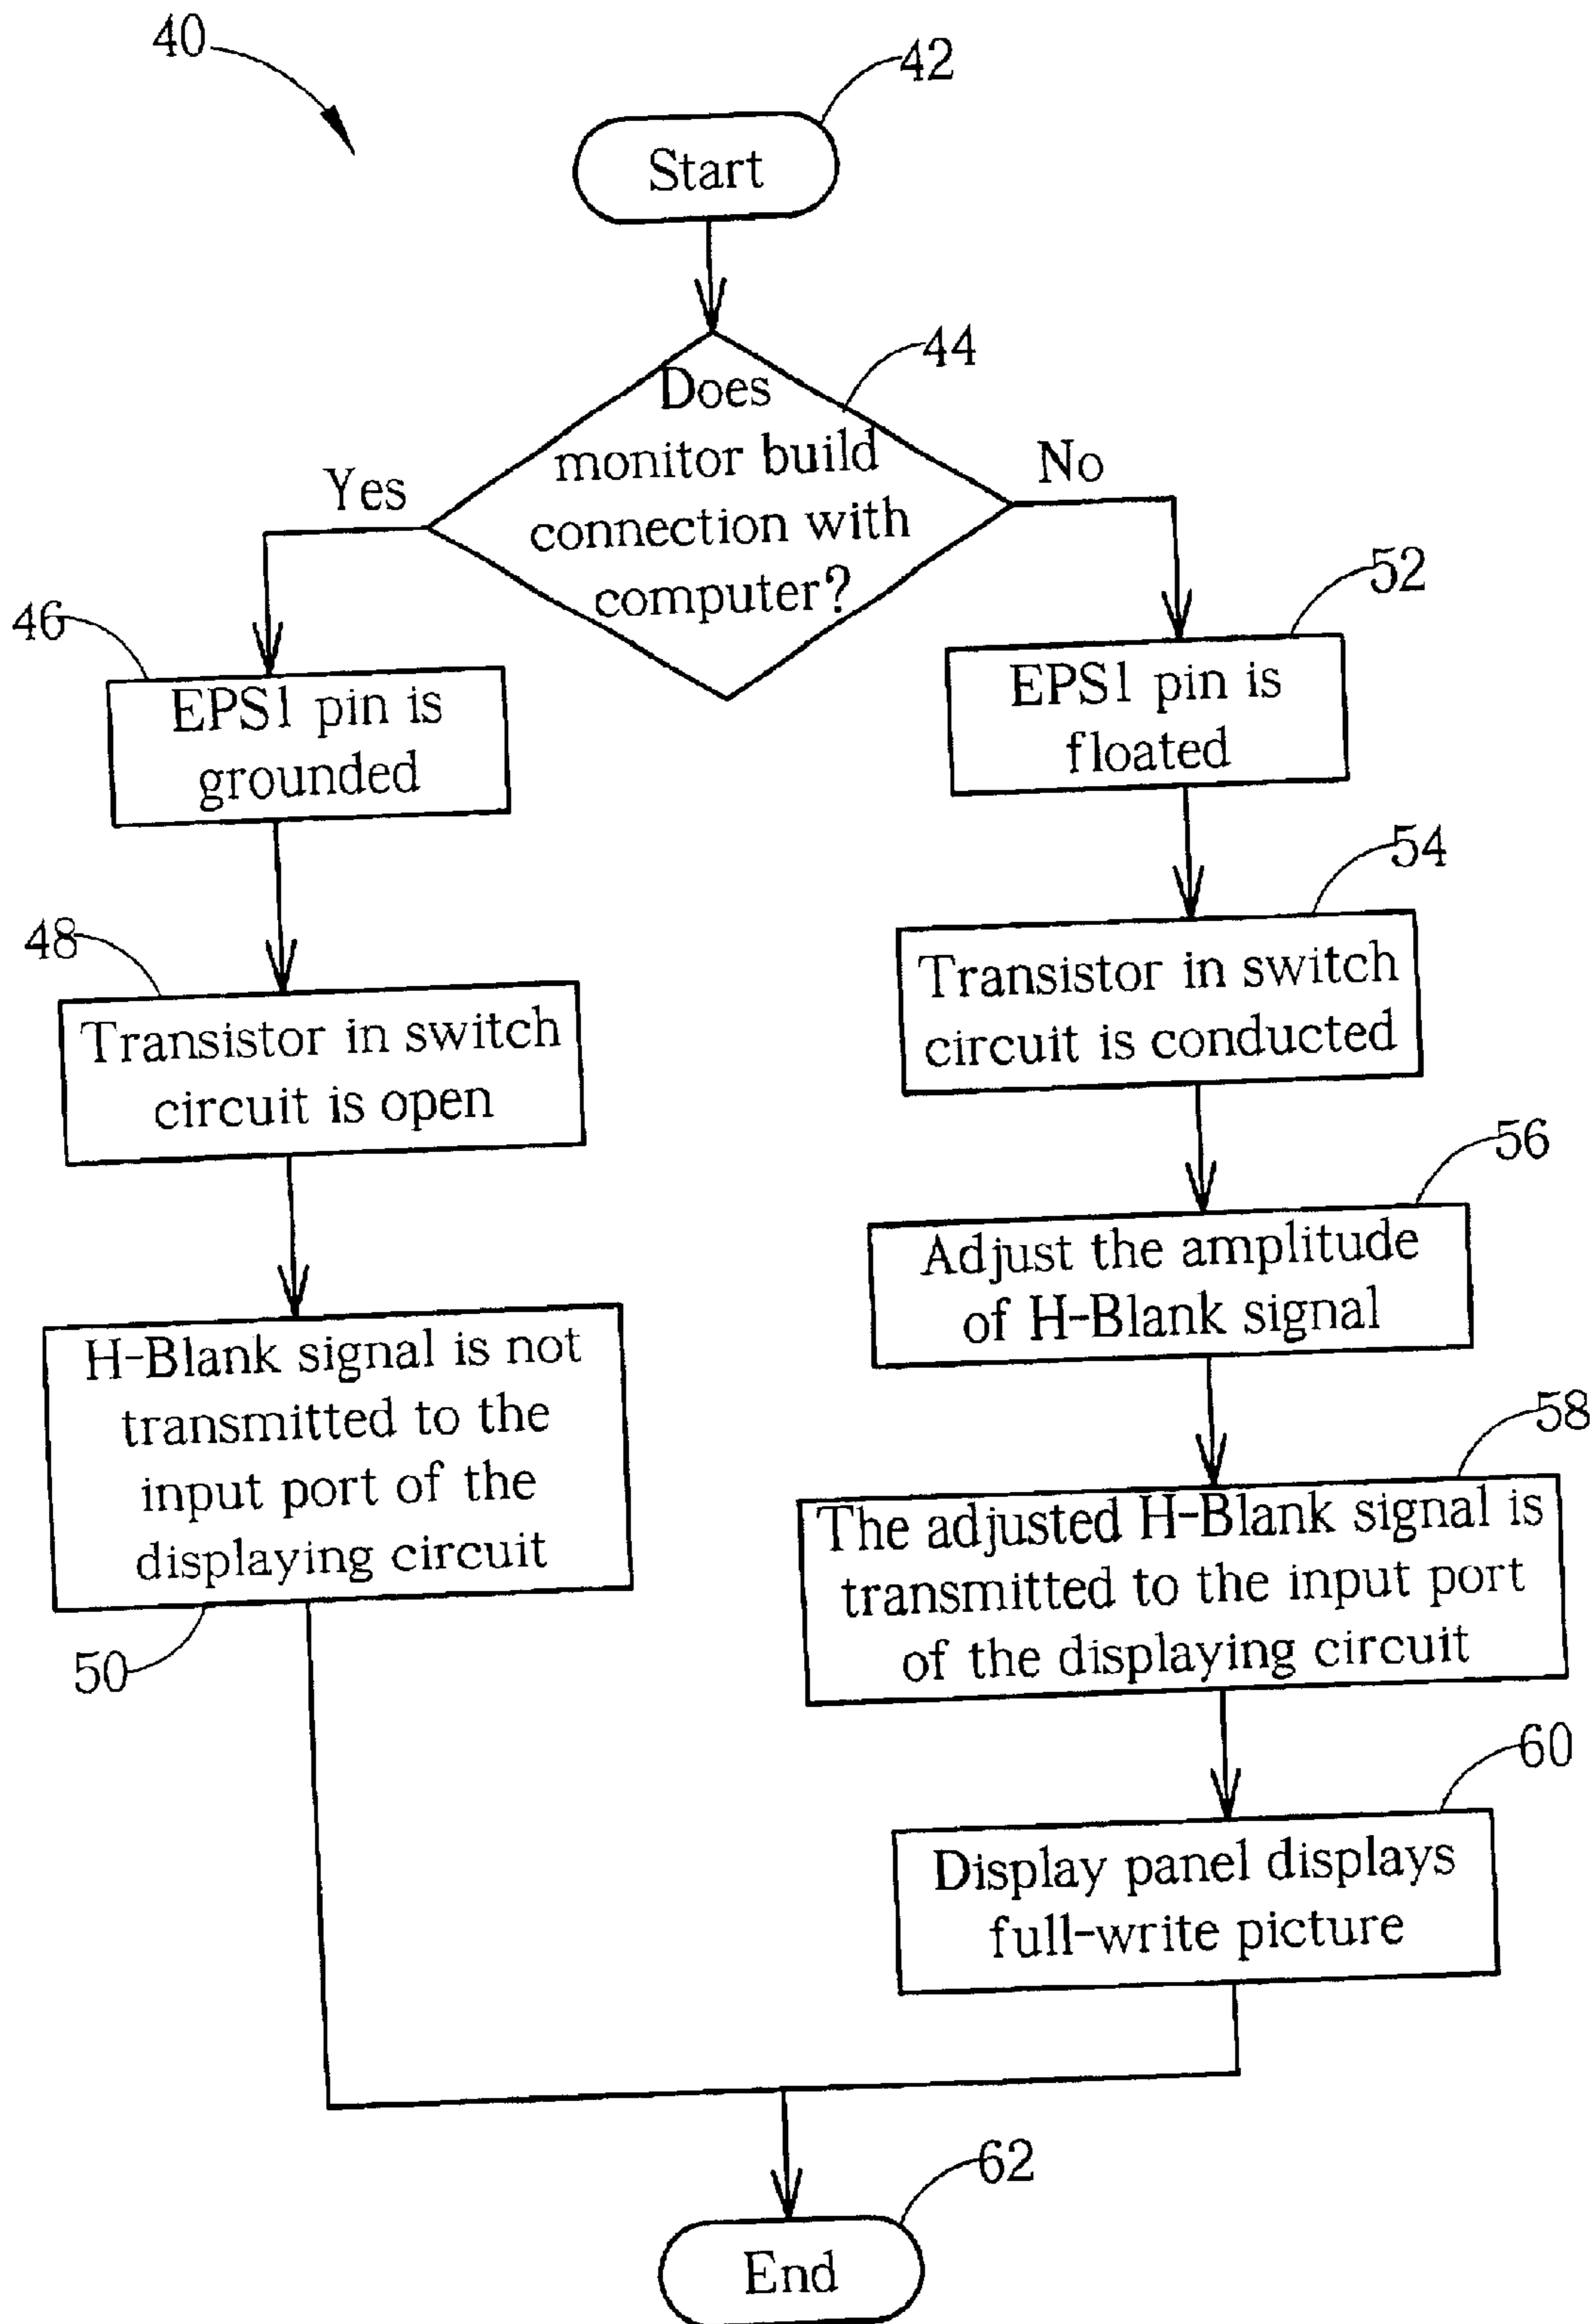 40
42
Start
44
Does
monitor build
connection with
computer?
Yes
No
46
EPS1 pin is
grounded
48
Transistor in switch
circuit is open
H-Blank signal is not
transmitted to the
input port of the
displaying circuit
50
52
EPS1 pin is
floated
54
Transistor in switch
circuit is conducted
56
Adjust the amplitude
of H-Blank signal
58
The adjusted H-Blank signal is
transmitted to the input port
of the displaying circuit
60
Display panel displays
full-write picture
62
End